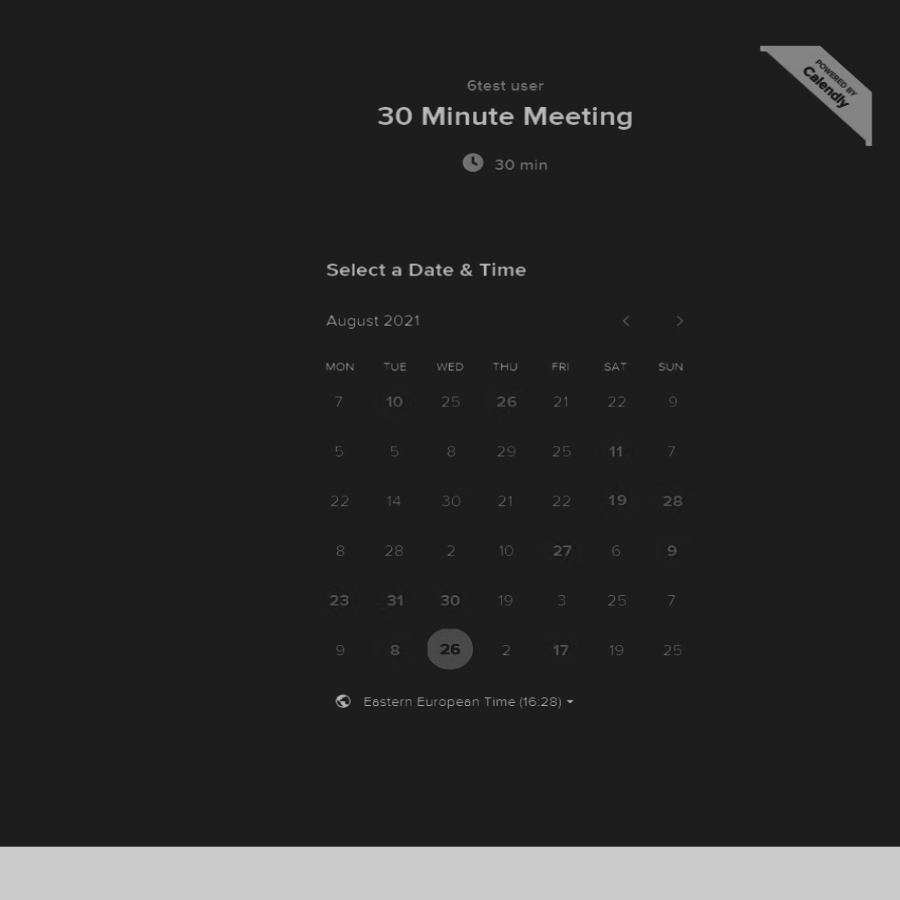 POWERED BY
Calendly
6test user
30 Minute Meeting
30 min
Select a Date & Time
August 2021
MON TUE WED THU FRI SAT SUN
7 10 25 26 21 22 9
5 5 8 29 25 11 7
22 14 30 21 22 19 28
8 28 2 10 27 6 9
23 31 30 19 3 25 7
9 8 26 2 17 19 25
Eastern European Time (16:28)